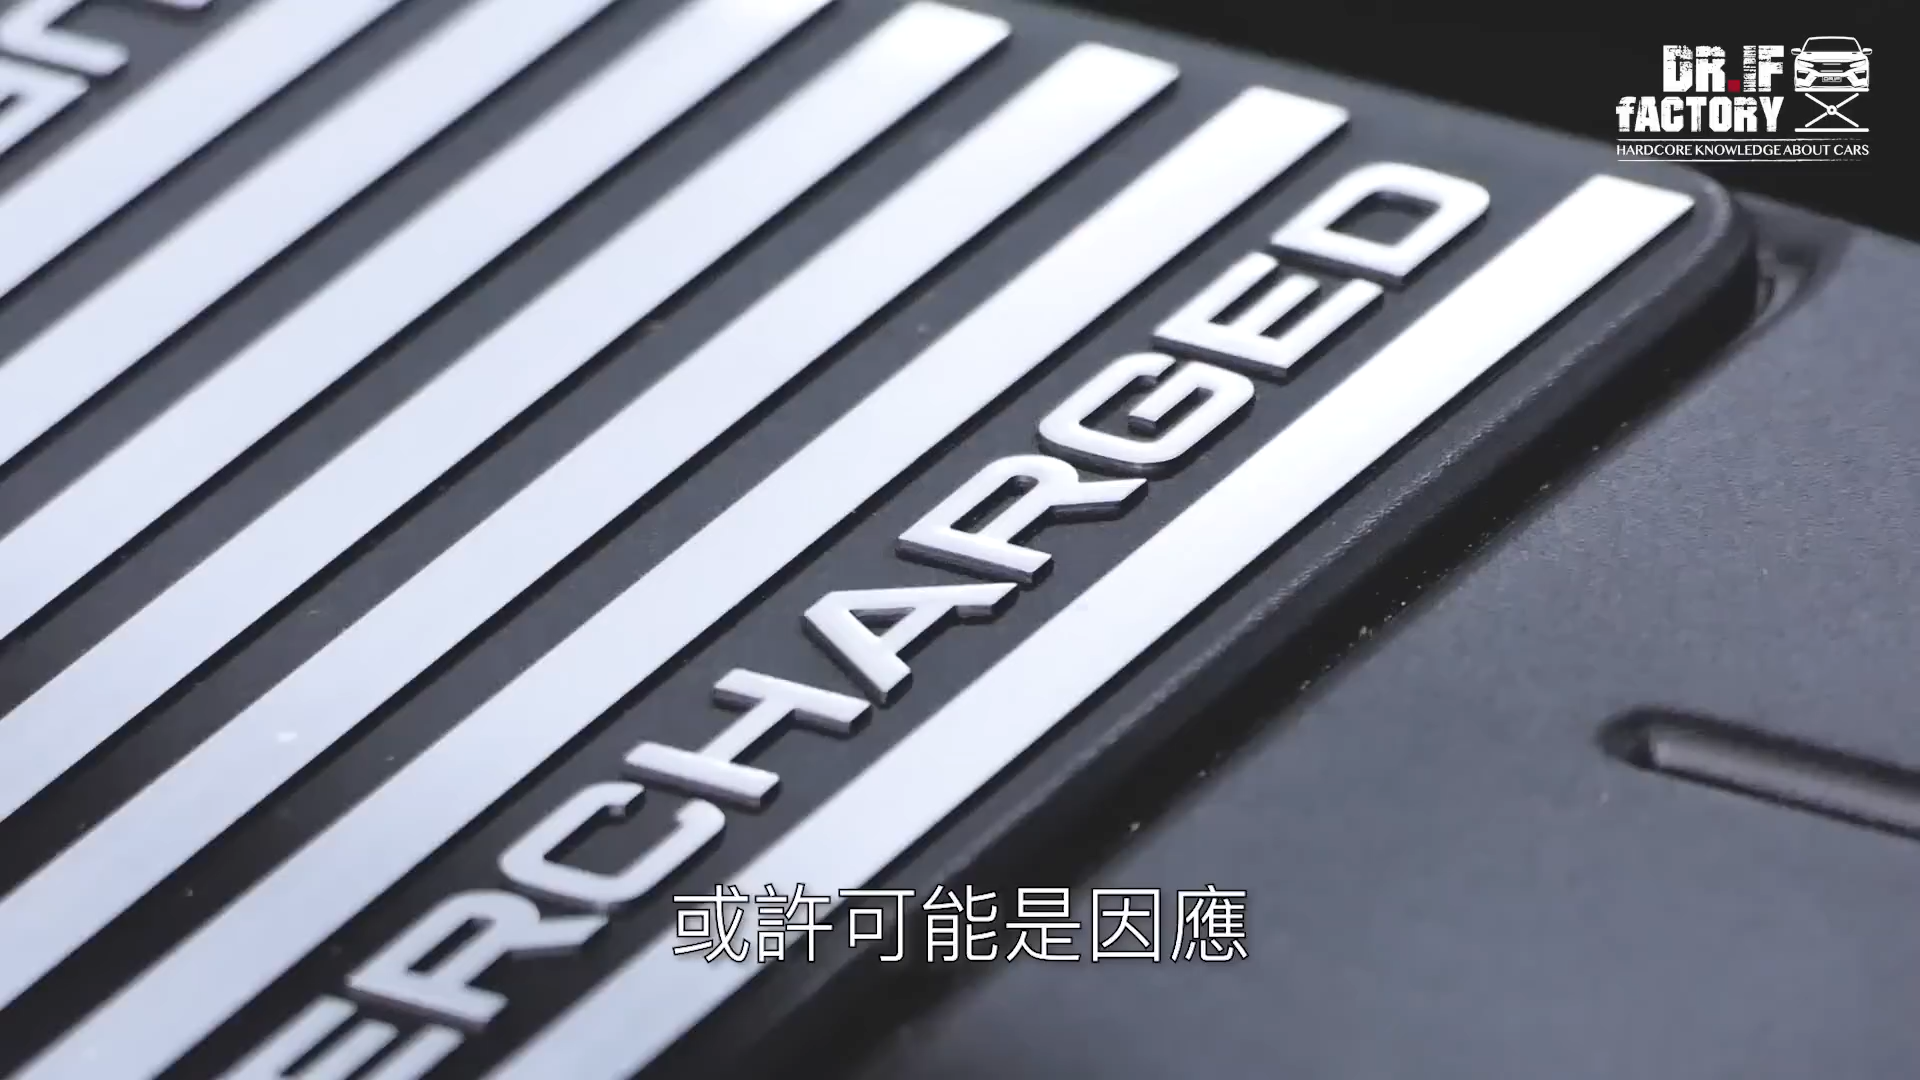 DR.IF
fACTORY
HARDCORE KNOWLEDGE ABOUT CARS
ERCHARGED
或許可能是因應